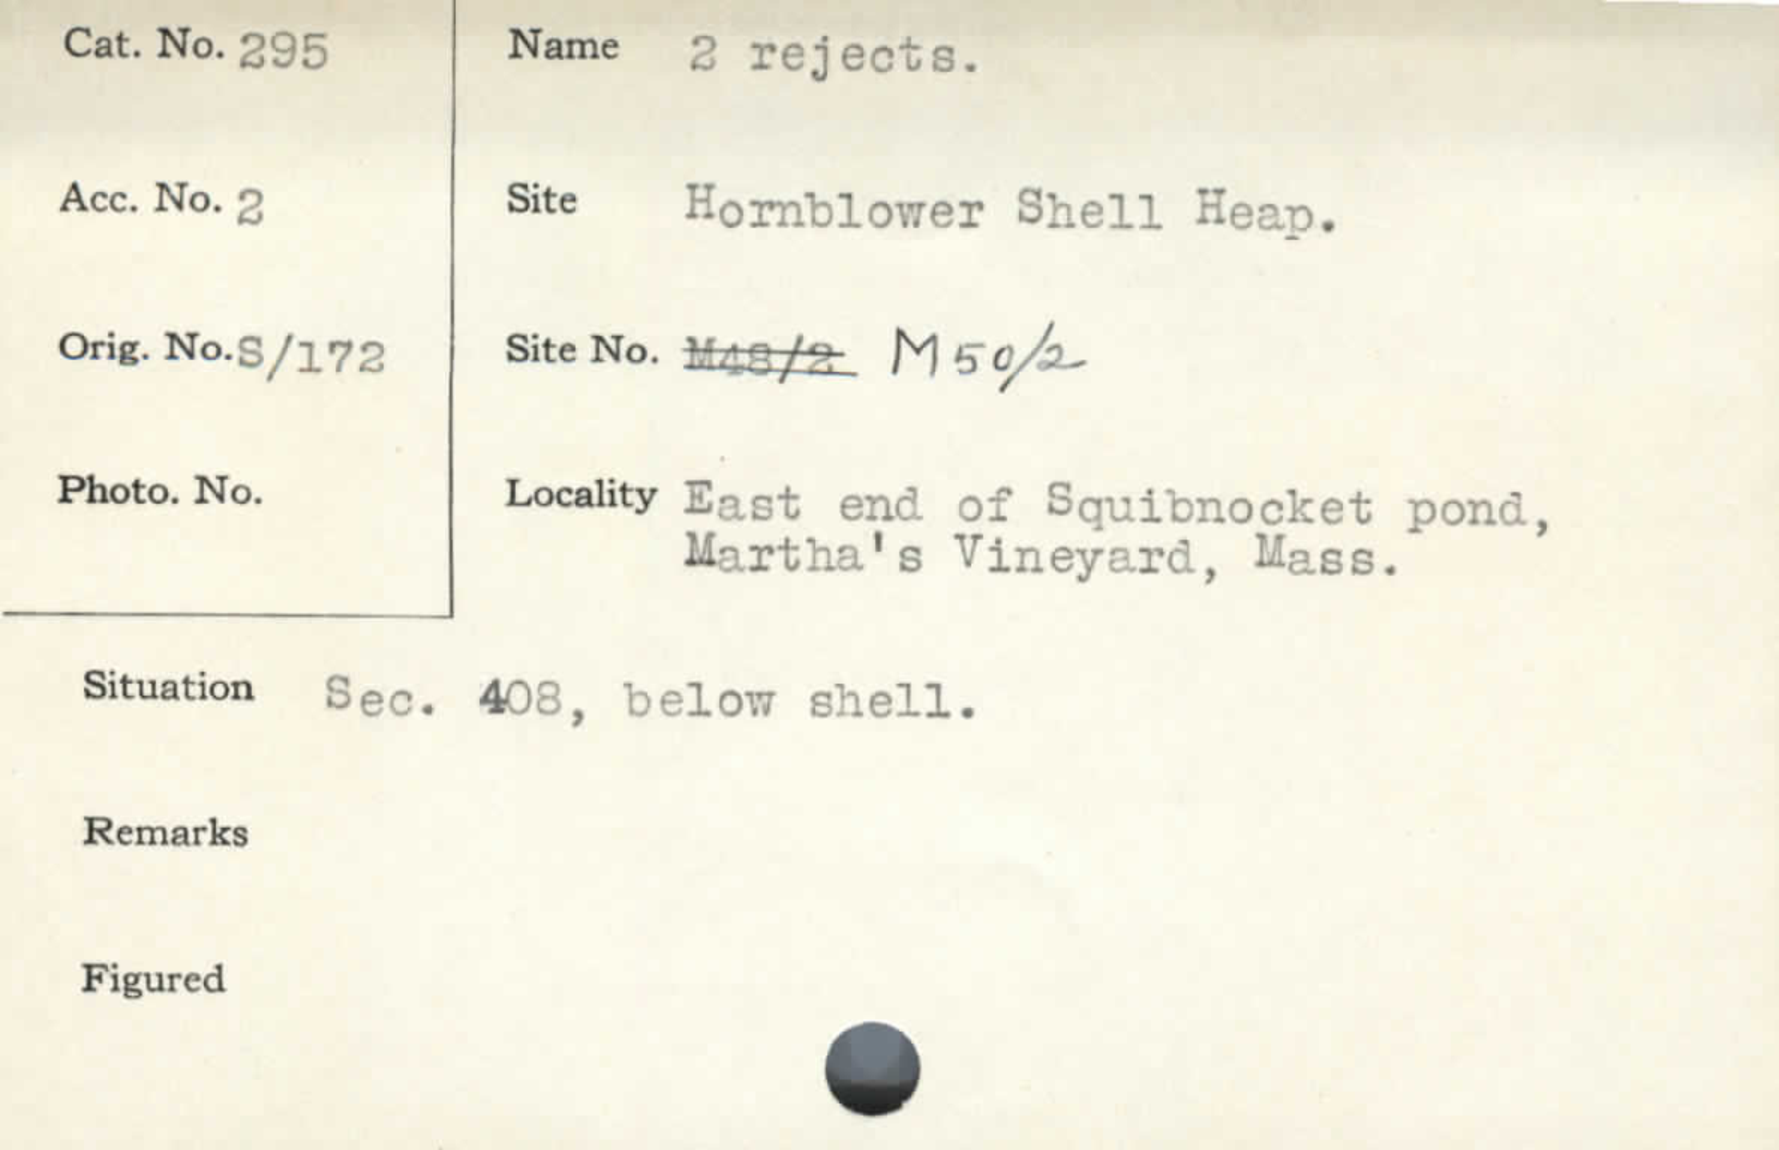 Cat. No. 295
Name 2 rejects.
Acc. No. 2
Site Hornblower Shell Heap.
Orig. No. S/172
Site No. M48/2 M50/2
Photo. No.
Locality East end of Squibnocket pond,
Martha's Vineyard, Mass.
Situation Sec. 408, below shell.
Remarks
Figured